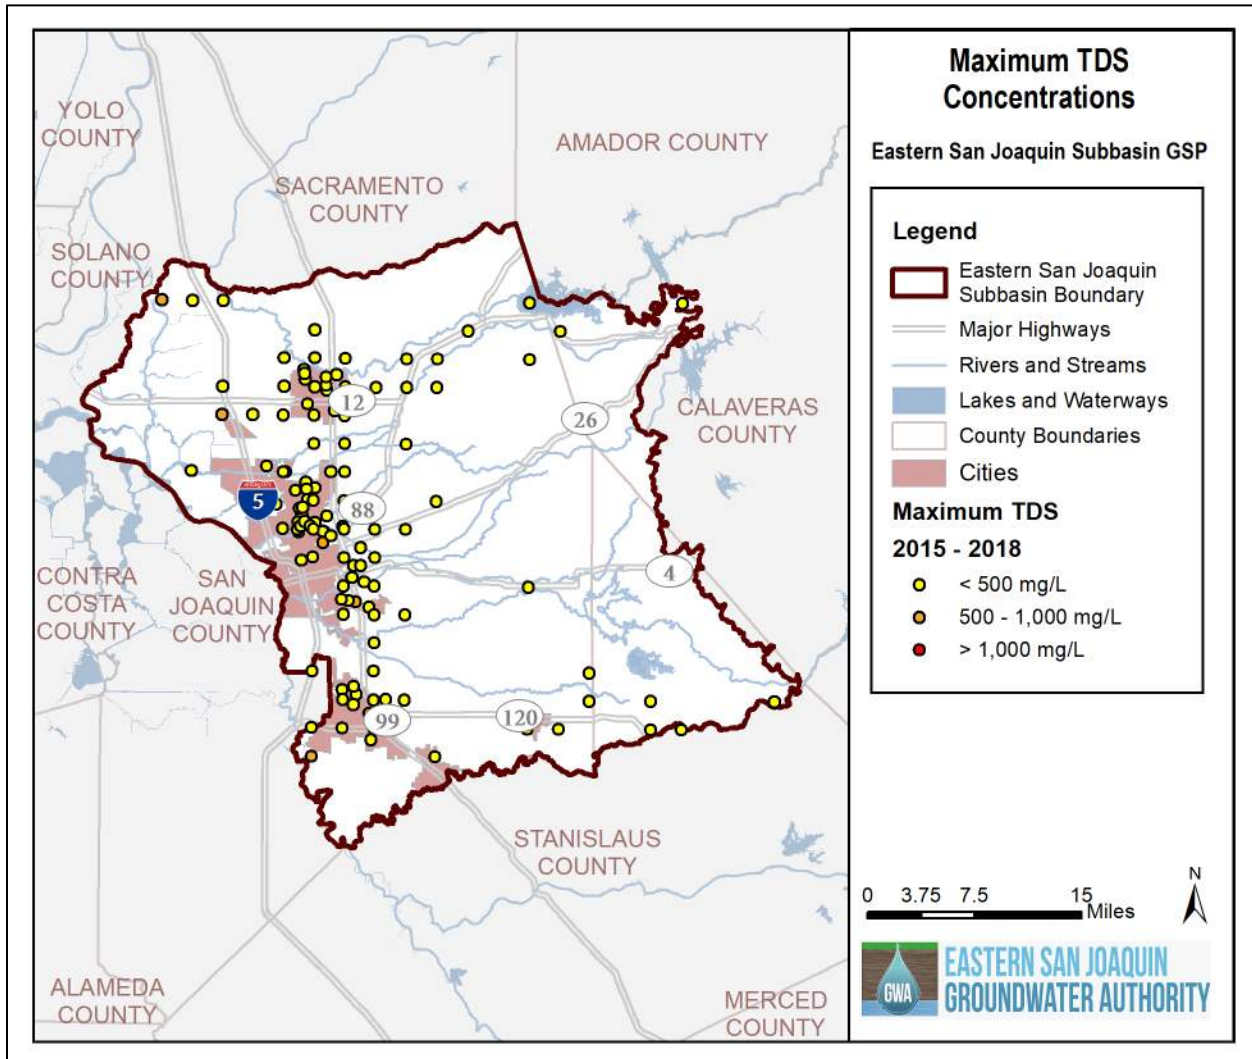 YOLO
COUNTY
AMADOR COUNTY
SACRAMENTO
COUNTY
SOLANO
COUNTY
12
26
CALAVERAS
COUNTY
5
88
4
CONTRA
COSTA
COUNTY
SAN
JOAQUIN
COUNTY
99
120
STANISLAUS
COUNTY
ALAMEDA
COUNTY
MERCED
COUNTY
Maximum TDS
Concentrations
Eastern San Joaquin Subbasin GSP
Legend
Eastern San Joaquin
Subbasin Boundary
Major Highways
Rivers and Streams
Lakes and Waterways
County Boundaries
Cities
Maximum TDS
2015 - 2018
< 500 mg/L
500 - 1,000 mg/L
> 1,000 mg/L
N
0 3.75 7.5 15
Miles
GWA
EASTERN SAN JOAQUIN
GROUNDWATER AUTHORITY